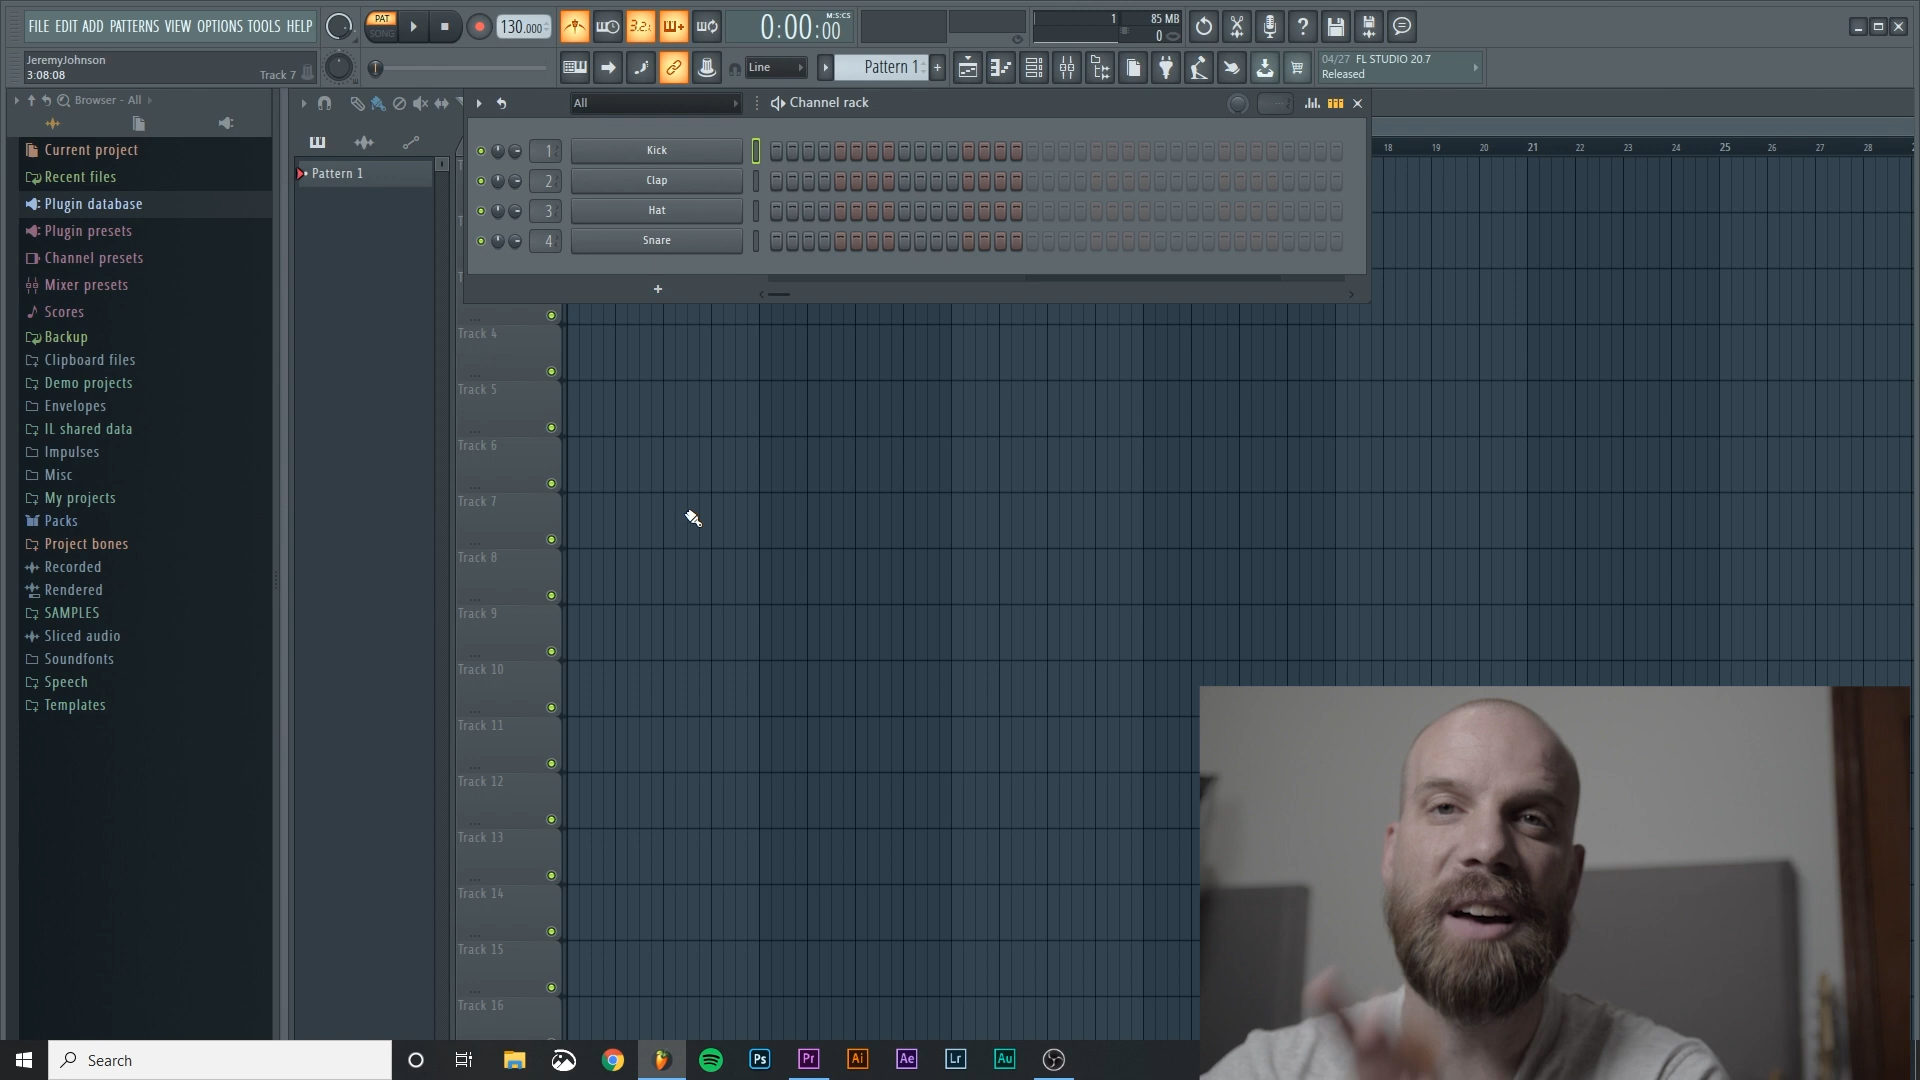 FILE EDIT ADD PATTERNS VIEW OPTIONS TOOLS HELP
PAT
SONG
130.000
3.2.
M:S:CS
0:00:00
1
85 MB
0
JeremyJohnson
3:08:08
Track 7
Line
Pattern 1
+
04/27 FL STUDIO 20.7
Released
Browser - All
All
Channel rack
Current project
Recent files
Plugin database
Plugin presets
Channel presets
Mixer presets
Scores
Backup
Clipboard files
Demo projects
Envelopes
IL shared data
Impulses
Misc
My projects
Packs
Project bones
Recorded
Rendered
SAMPLES
Sliced audio
Soundfonts
Speech
Templates
Pattern 1
1 Kick
2 Clap
3 Hat
4 Snare
+
18 19 20 21 22 23 24 25 26 27 28
Track 4
Track 5
Track 6
Track 7
Track 8
Track 9
Track 10
Track 11
Track 12
Track 13
Track 14
Track 15
Track 16
Search
Ps
Pr
Ai
Ae
Lr
Au